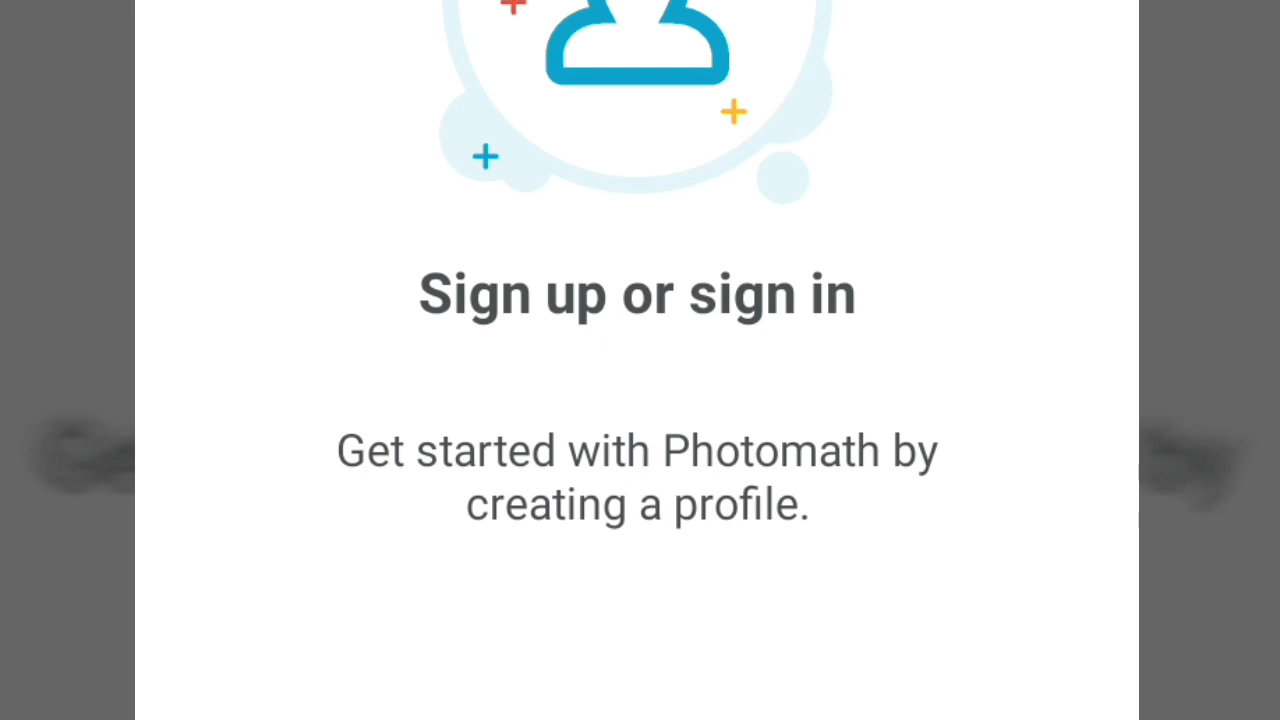 Sign up or sign in
Get started with Photomath by
creating a profile.